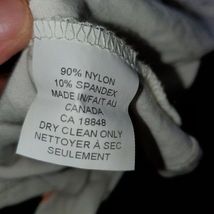 90% NYLON
10% SPANDEX
MADE IN/FAIT AU
CANADA
CA 18848
DRY CLEAN ONLY
NETTOYER À SEC
SEULEMENT